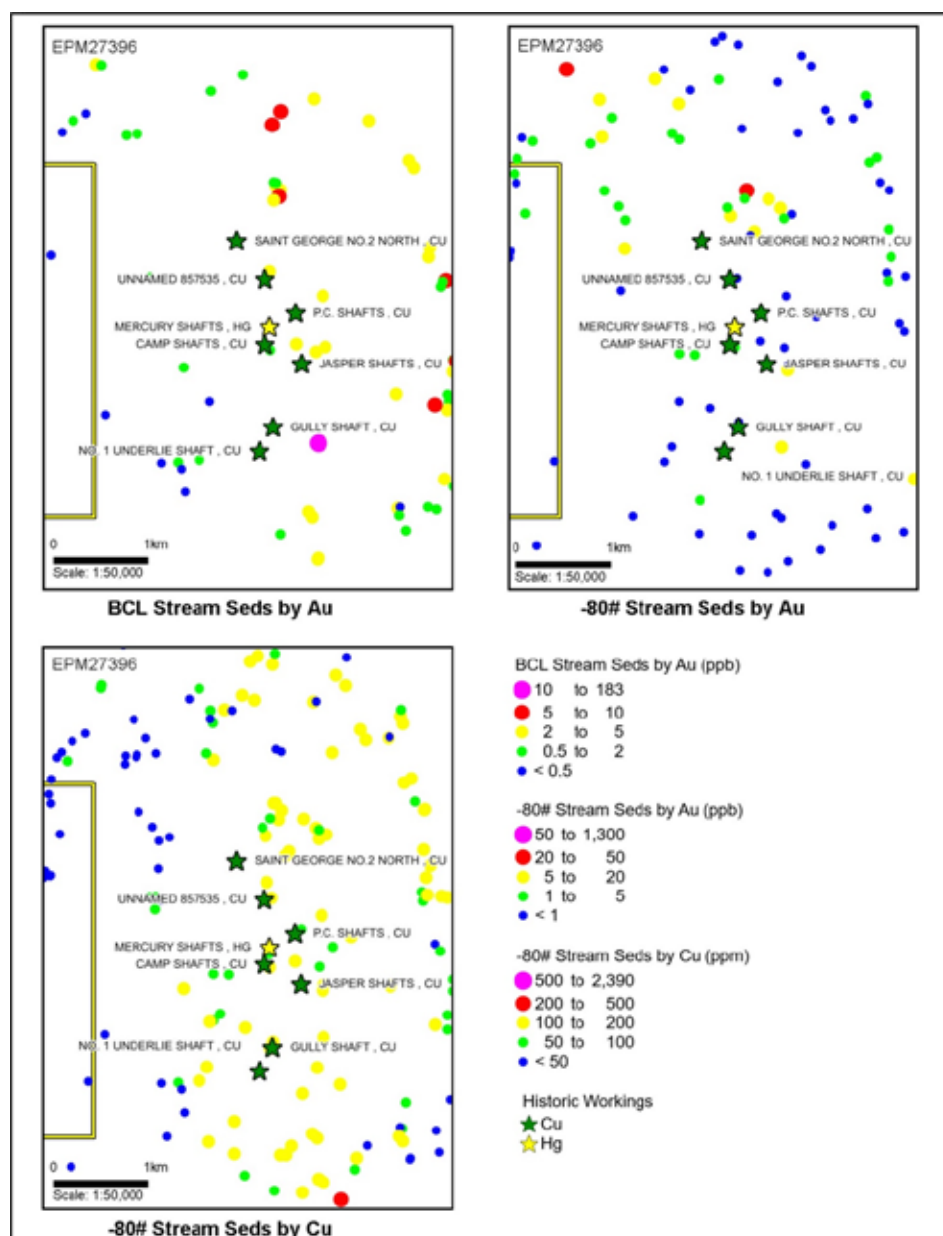 EPM27396
SAINT GEORGE NO.2 NORTH , CU
UNNAMED 857535 , CU
P.C. SHAFTS , CU
MERCURY SHAFTS , HG
CAMP SHAFTS , CU
JASPER SHAFTS , CU
GULLY SHAFT , CU
NO. 1 UNDERLIE SHAFT , CU
0 1km
Scale: 1:50,000
BCL Stream Seds by Au
EPM27396
SAINT GEORGE NO.2 NORTH , CU
UNNAMED 857535 , CU
P.C. SHAFTS , CU
MERCURY SHAFTS , HG
CAMP SHAFTS , CU
JASPER SHAFTS , CU
GULLY SHAFT , CU
NO. 1 UNDERLIE SHAFT , CU
0 1km
Scale: 1:50,000
-80# Stream Seds by Au
EPM27396
SAINT GEORGE NO.2 NORTH , CU
UNNAMED 857535 , CU
P.C. SHAFTS , CU
MERCURY SHAFTS , HG
CAMP SHAFTS , CU
JASPER SHAFTS , CU
NO. 1 UNDERLIE SHAFT , CU
GULLY SHAFT , CU
0 1km
Scale: 1:50,000
-80# Stream Seds by Cu
BCL Stream Seds by Au (ppb)
10 to 183
5 to 10
2 to 5
0.5 to 2
< 0.5
-80# Stream Seds by Au (ppb)
50 to 1,300
20 to 50
5 to 20
1 to 5
< 1
-80# Stream Seds by Cu (ppm)
500 to 2,390
200 to 500
100 to 200
50 to 100
< 50
Historic Workings
Cu
Hg